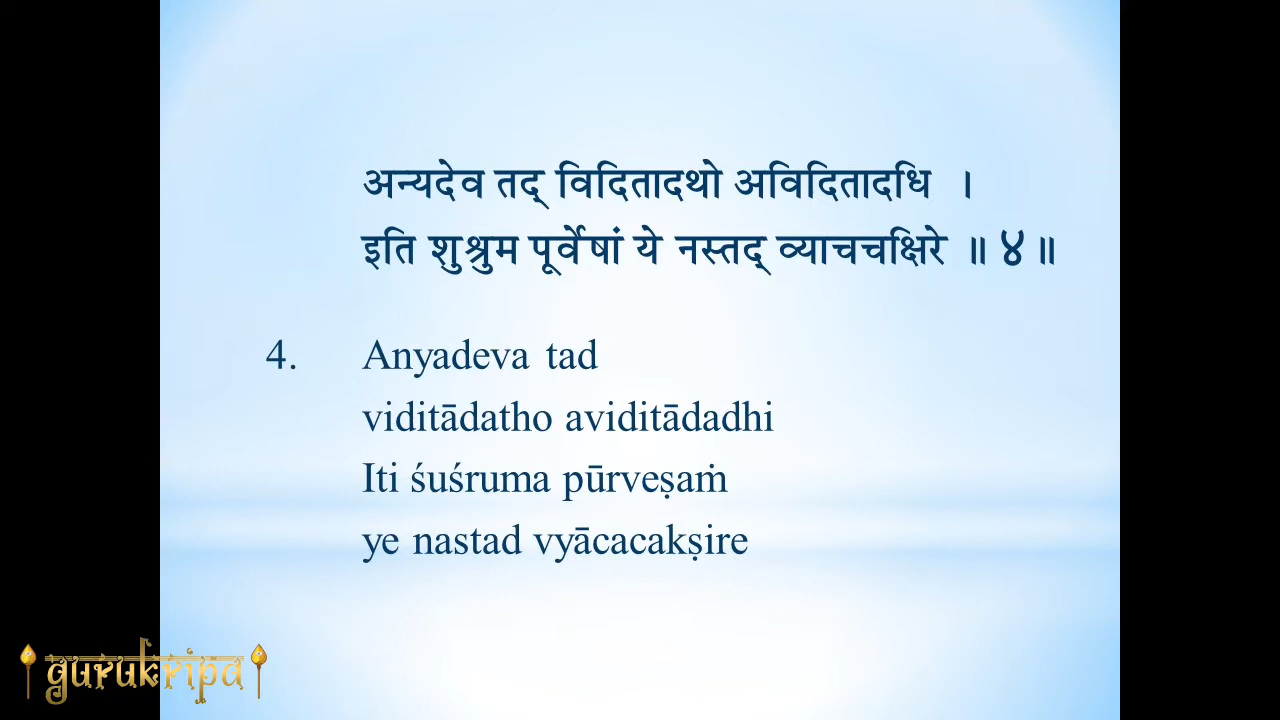 अन्यदेव तद् विदितादथो अविदितादधि ।
इति शुश्रुम पूर्वेषां ये नस्तद् व्याचचक्षिरे ॥ ४ ॥
4. Anyadeva tad
viditādatho aviditādadhi
Iti śuśruma pūrveṣaṁ
ye nastad vyācacakṣire
gurukripa